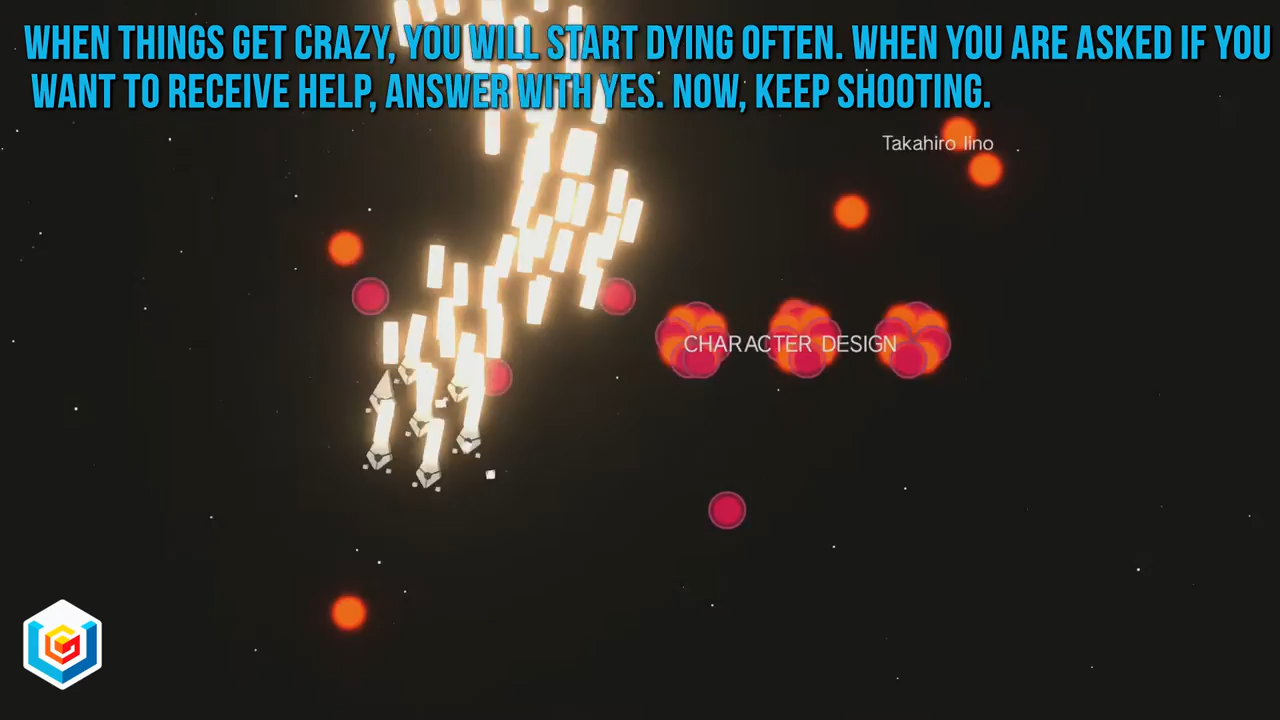 WHEN THINGS GET CRAZY, YOU WILL START DYING OFTEN. WHEN YOU ARE ASKED IF YOU
WANT TO RECEIVE HELP, ANSWER WITH YES. NOW, KEEP SHOOTING.
Takahiro Iino
CHARACTER DESIGN